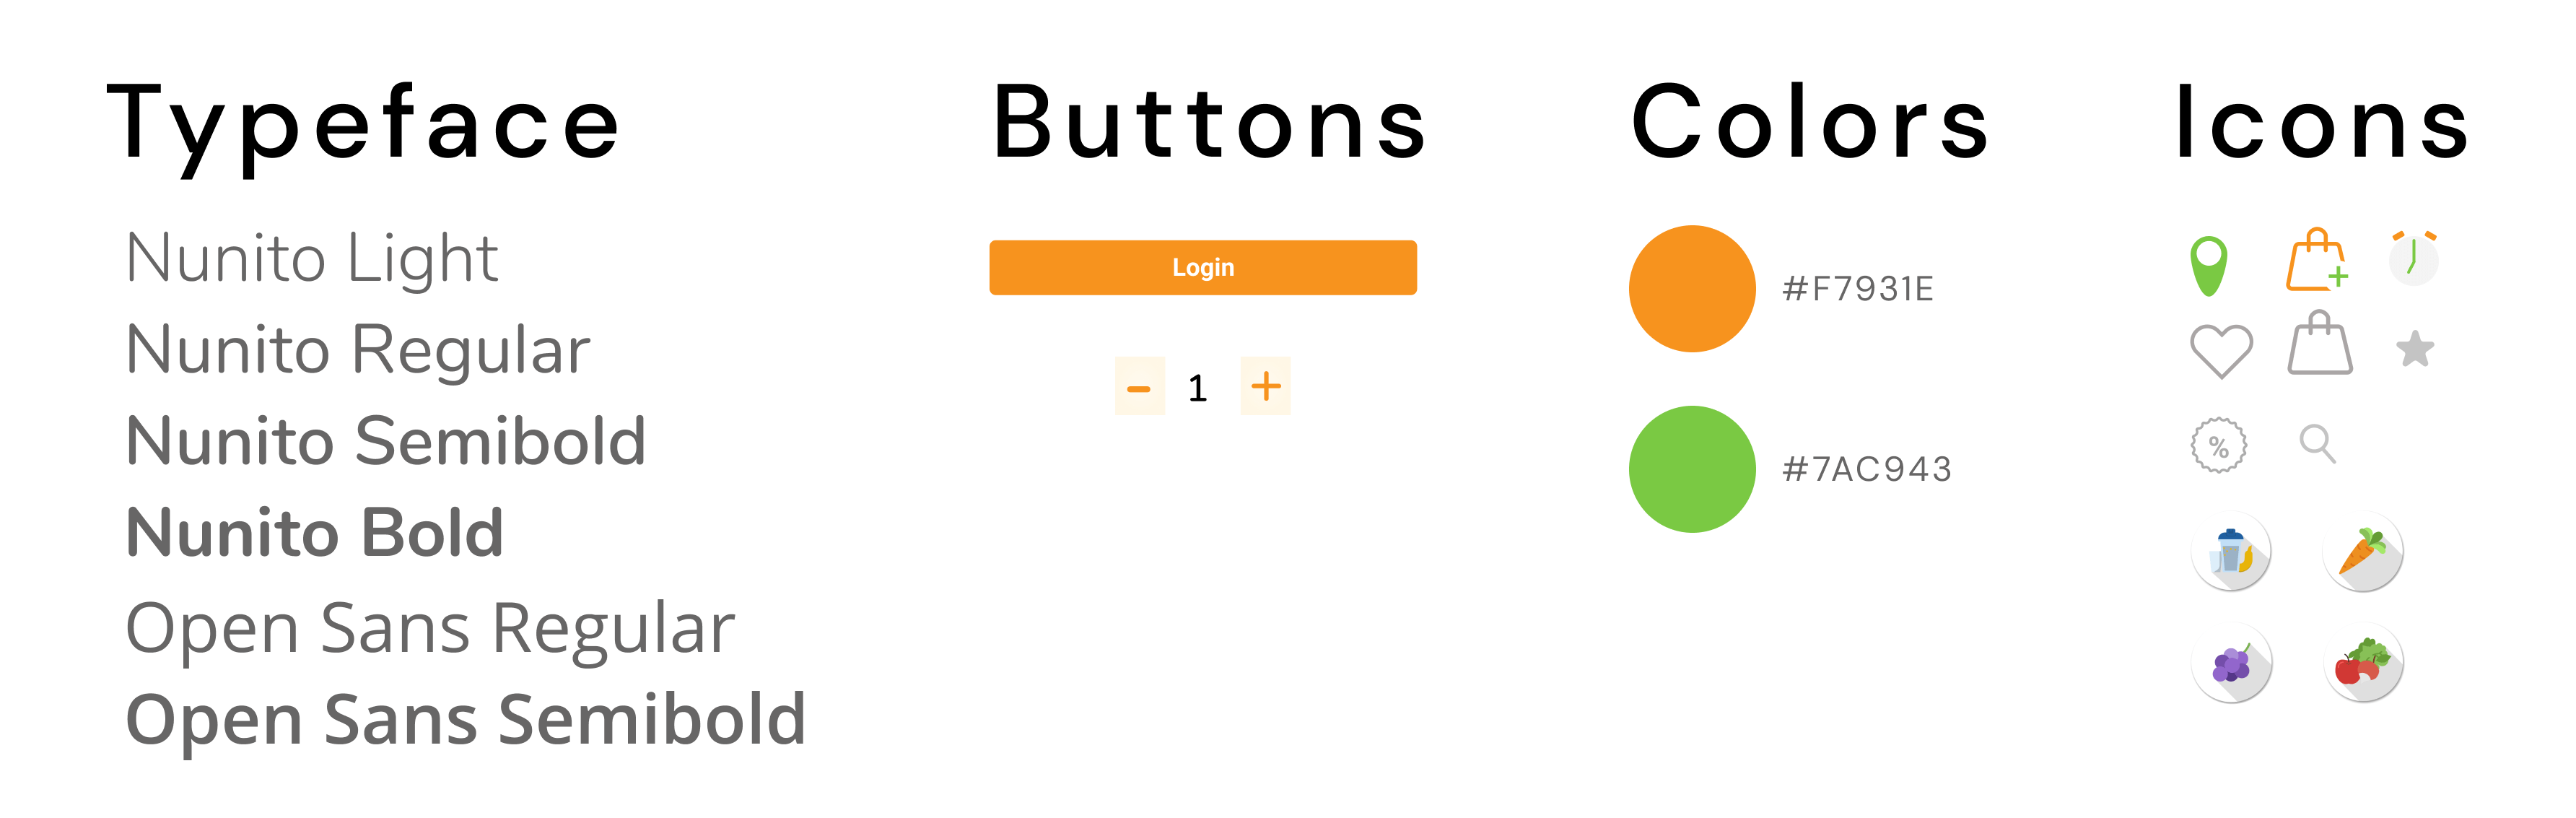 Typeface
Nunito Light
Nunito Regular
Nunito Semibold
Nunito Bold
Open Sans Regular
Open Sans Semibold
Buttons
Login
- 1 +
Colors
#F7931E
#7AC943
Icons
%